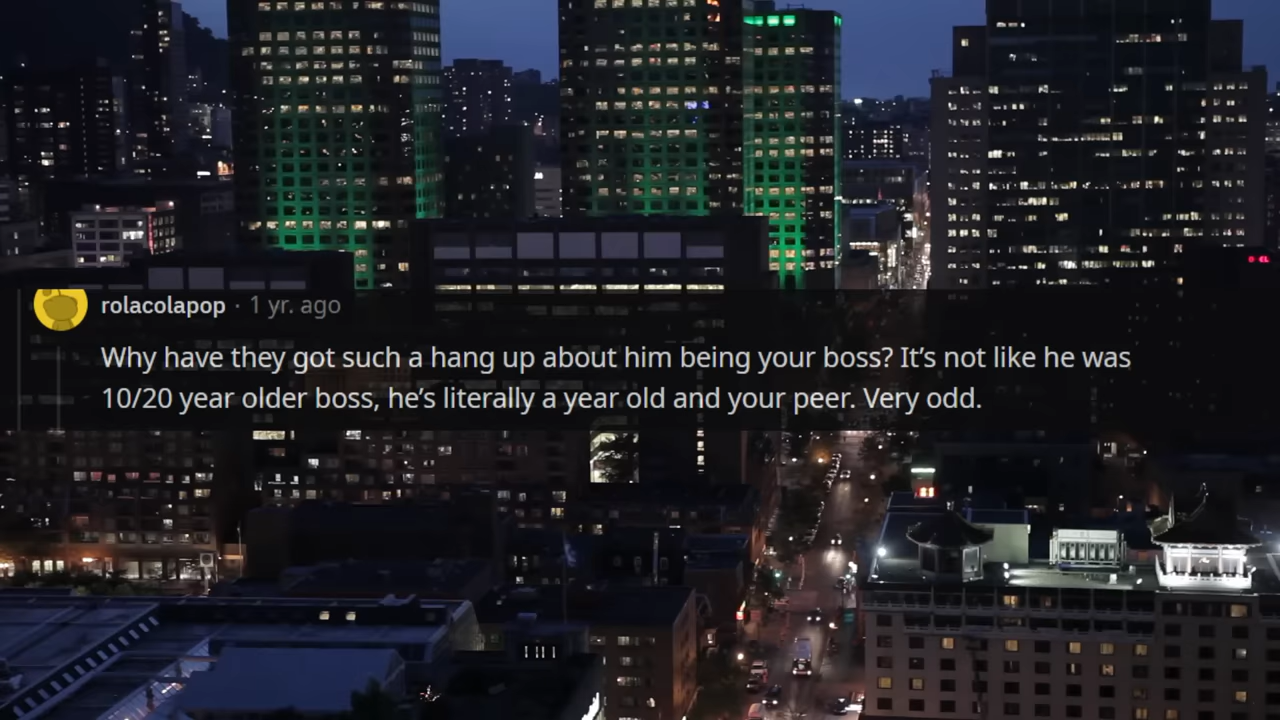 rolacolapop · 1 yr. ago
Why have they got such a hang up about him being your boss? It’s not like he was
10/20 year older boss, he’s literally a year old and your peer. Very odd.